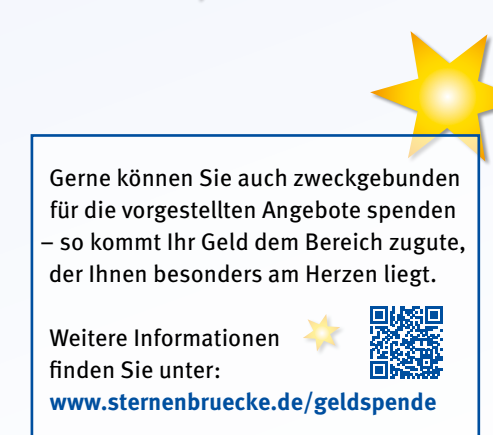 Gerne können Sie auch zweckgebunden
für die vorgestellten Angebote spenden
– so kommt Ihr Geld dem Bereich zugute,
der Ihnen besonders am Herzen liegt.
Weitere Informationen
finden Sie unter:
www.sternenbruecke.de/geldspende